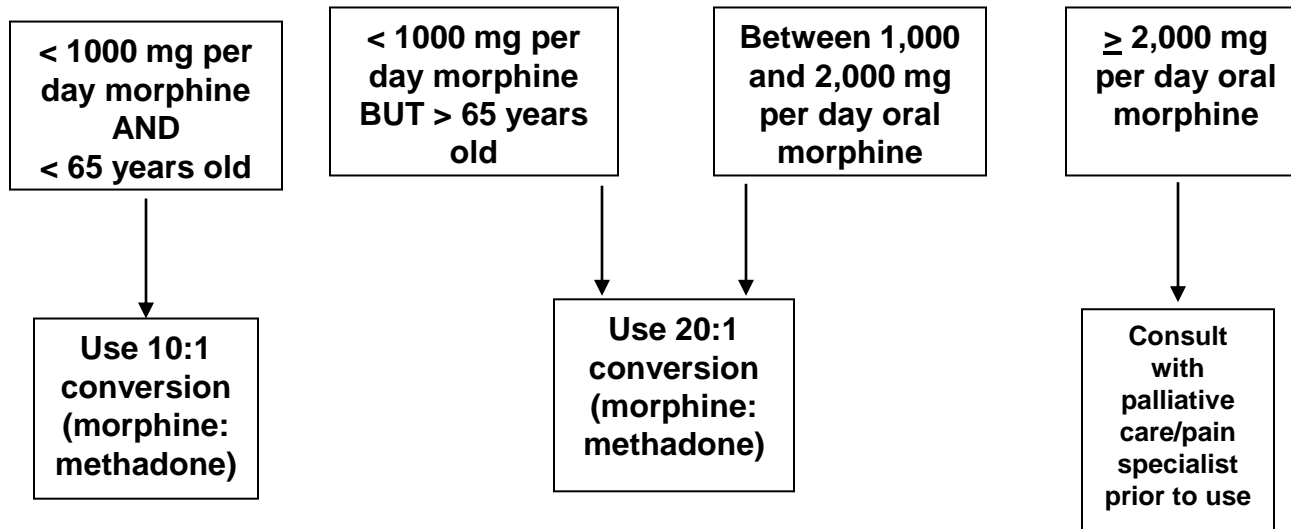 < 1000 mg per
day morphine
AND
< 65 years old
< 1000 mg per
day morphine
BUT > 65 years
old
Between 1,000
and 2,000 mg
per day oral
morphine
≥ 2,000 mg
per day oral
morphine
Use 10:1
conversion
(morphine:
methadone)
Use 20:1
conversion
(morphine:
methadone)
Consult
with
palliative
care/pain
specialist
prior to use